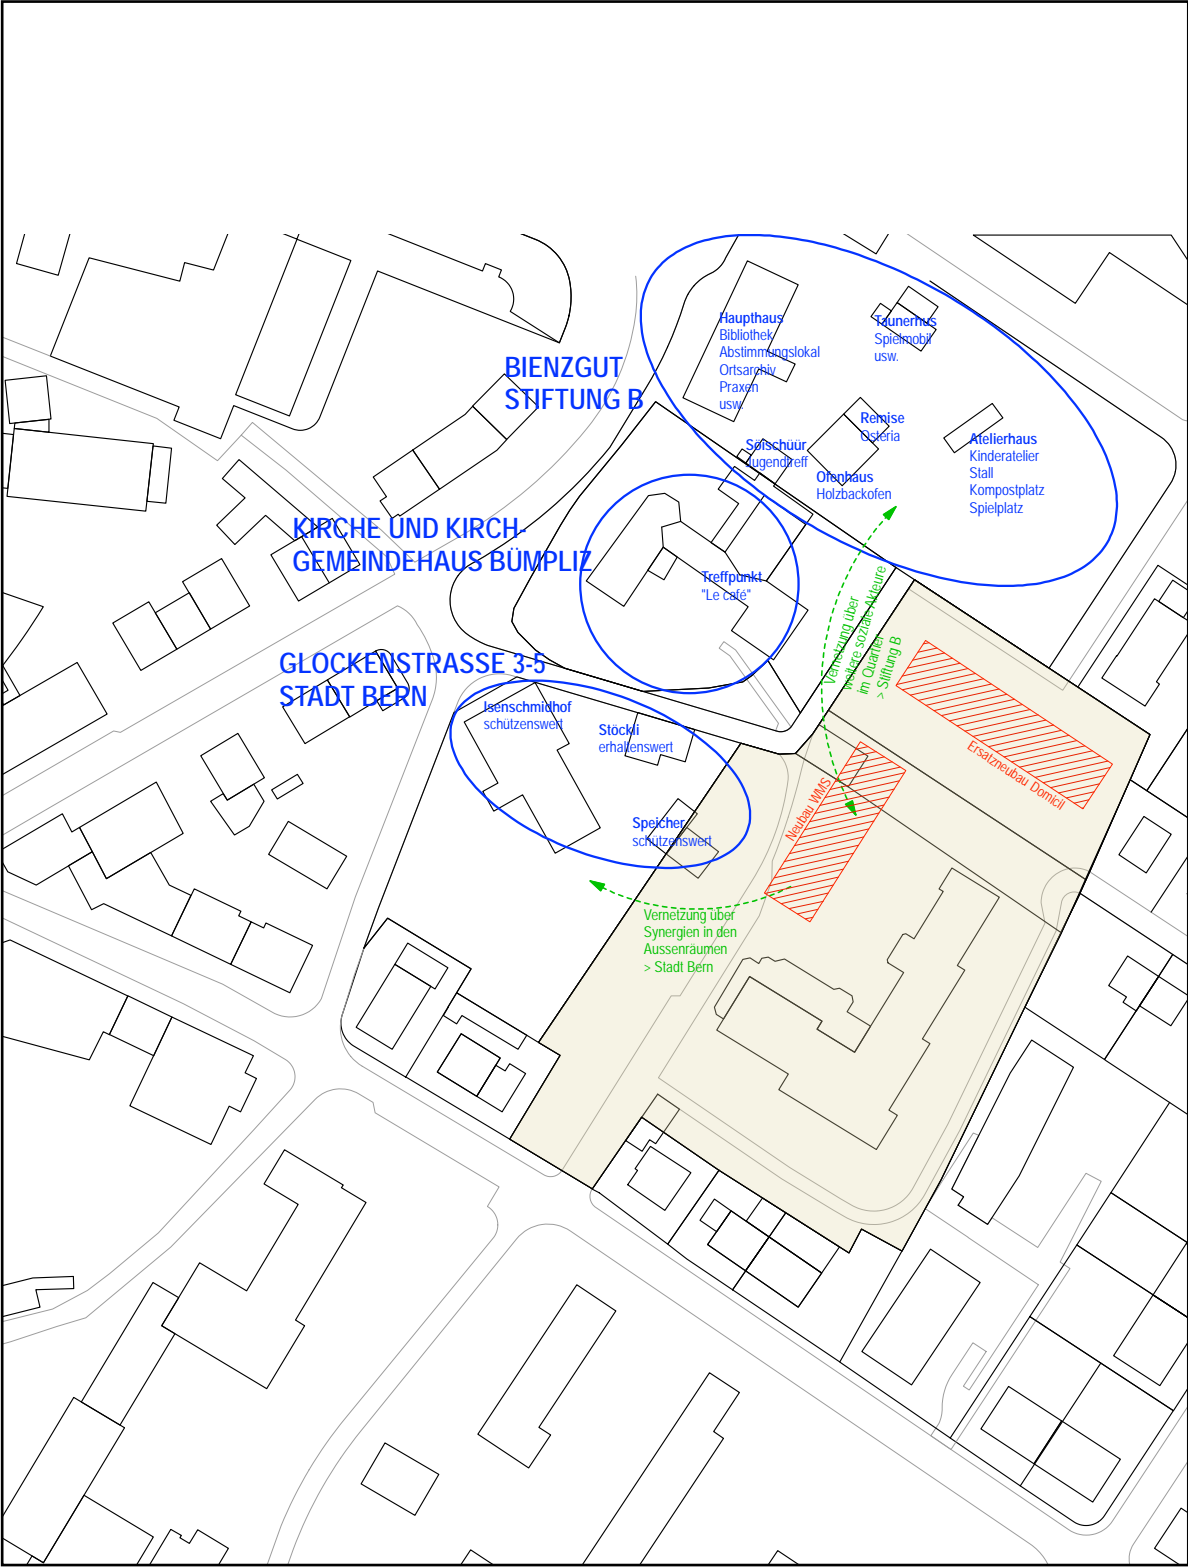 Haupthaus
Bibliothek
Abstimmungslokal
Ortsarchiv
Praxen
usw.
Taunerhus
Spielmobil
usw.
BIENZGUT
STIFTUNG B
Remise
Osteria
Atelierhaus
Kinderatelier
Stall
Kompostplatz
Spielplatz
Söischüür
Jugendtreff
Ofenhaus
Holzbackofen
KIRCHE UND KIRCH-
GEMEINDEHAUS BÜMPLIZ
Treffpunkt
"Le café"
Vernetzung über
weitere soziale Akteure
im Quartier
> Stiftung B
GLOCKENSTRASSE 3-5
STADT BERN
Isenschmidhof
schützenswert
Stöckli
erhaltenswert
Speicher
schützenswert
Ersatzneubau Domicil
Neubau WMS
Vernetzung über
Synergien in den
Aussenräumen
> Stadt Bern